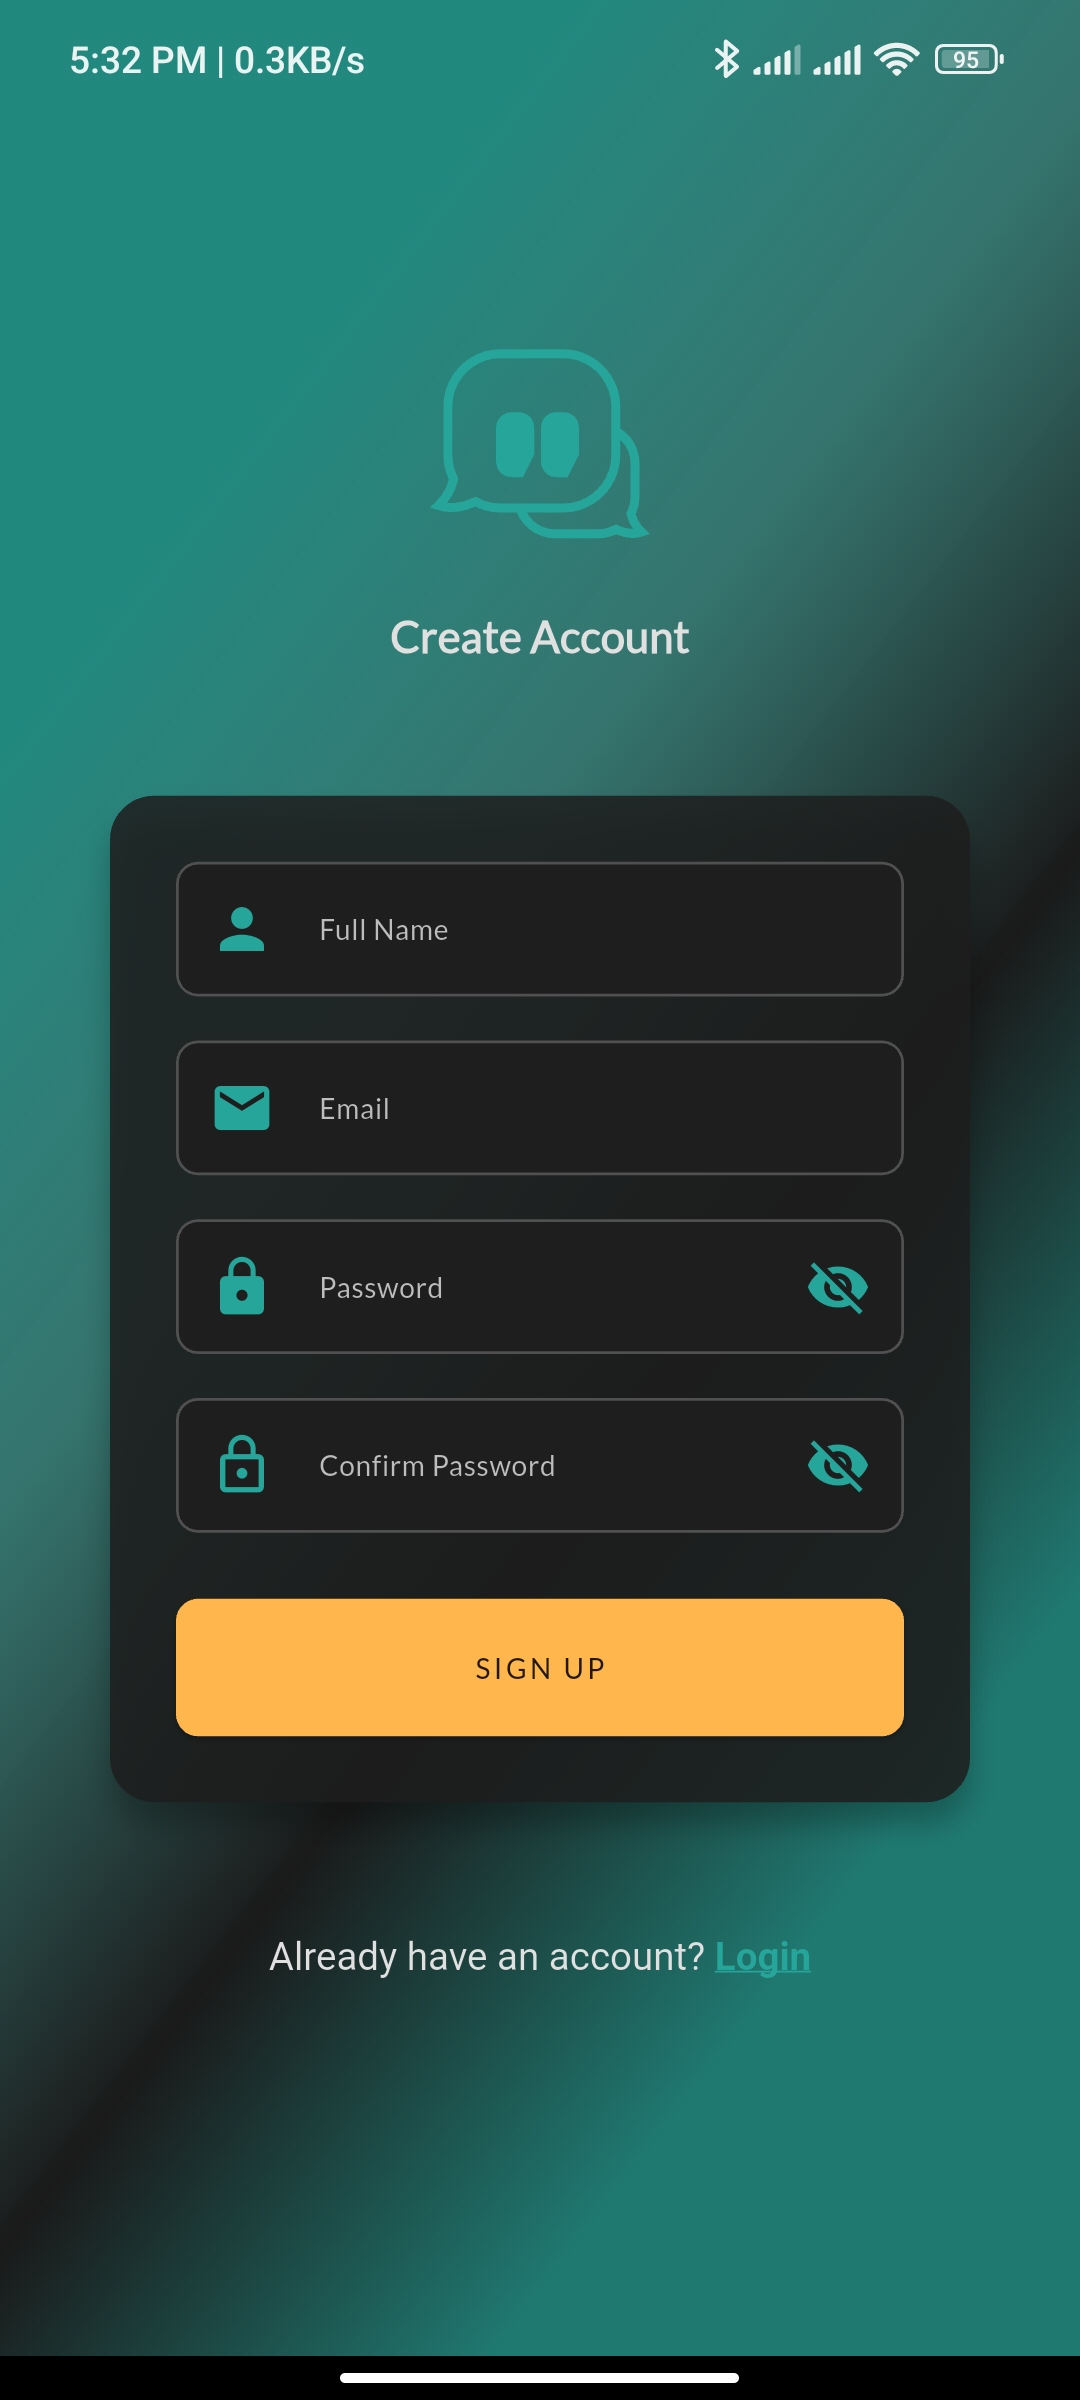 5:32 PM | 0.3KB/s 95
Create Account
Full Name
Email
Password
Confirm Password
SIGN UP
Already have an account? Login